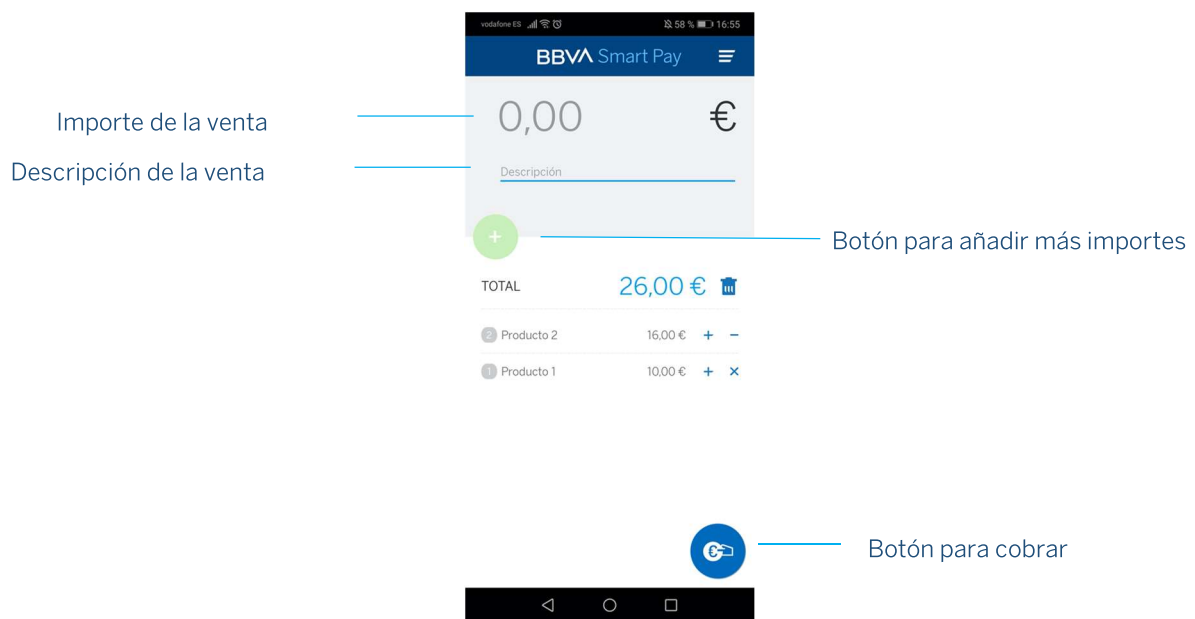 vodafone ES 58 % 16:55
BBVA Smart Pay
Importe de la venta
0,00 €
Descripción de la venta
Descripción
+
Botón para añadir más importes
TOTAL 26,00 €
2 Producto 2 16,00 € + −
1 Producto 1 10,00 € + ×
€
Botón para cobrar